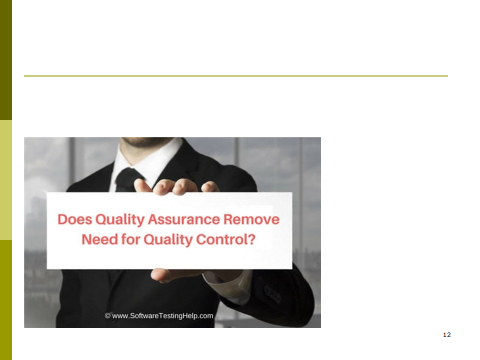 Does Quality Assurance Remove
Need for Quality Control?
© www.SoftwareTestingHelp.com
12